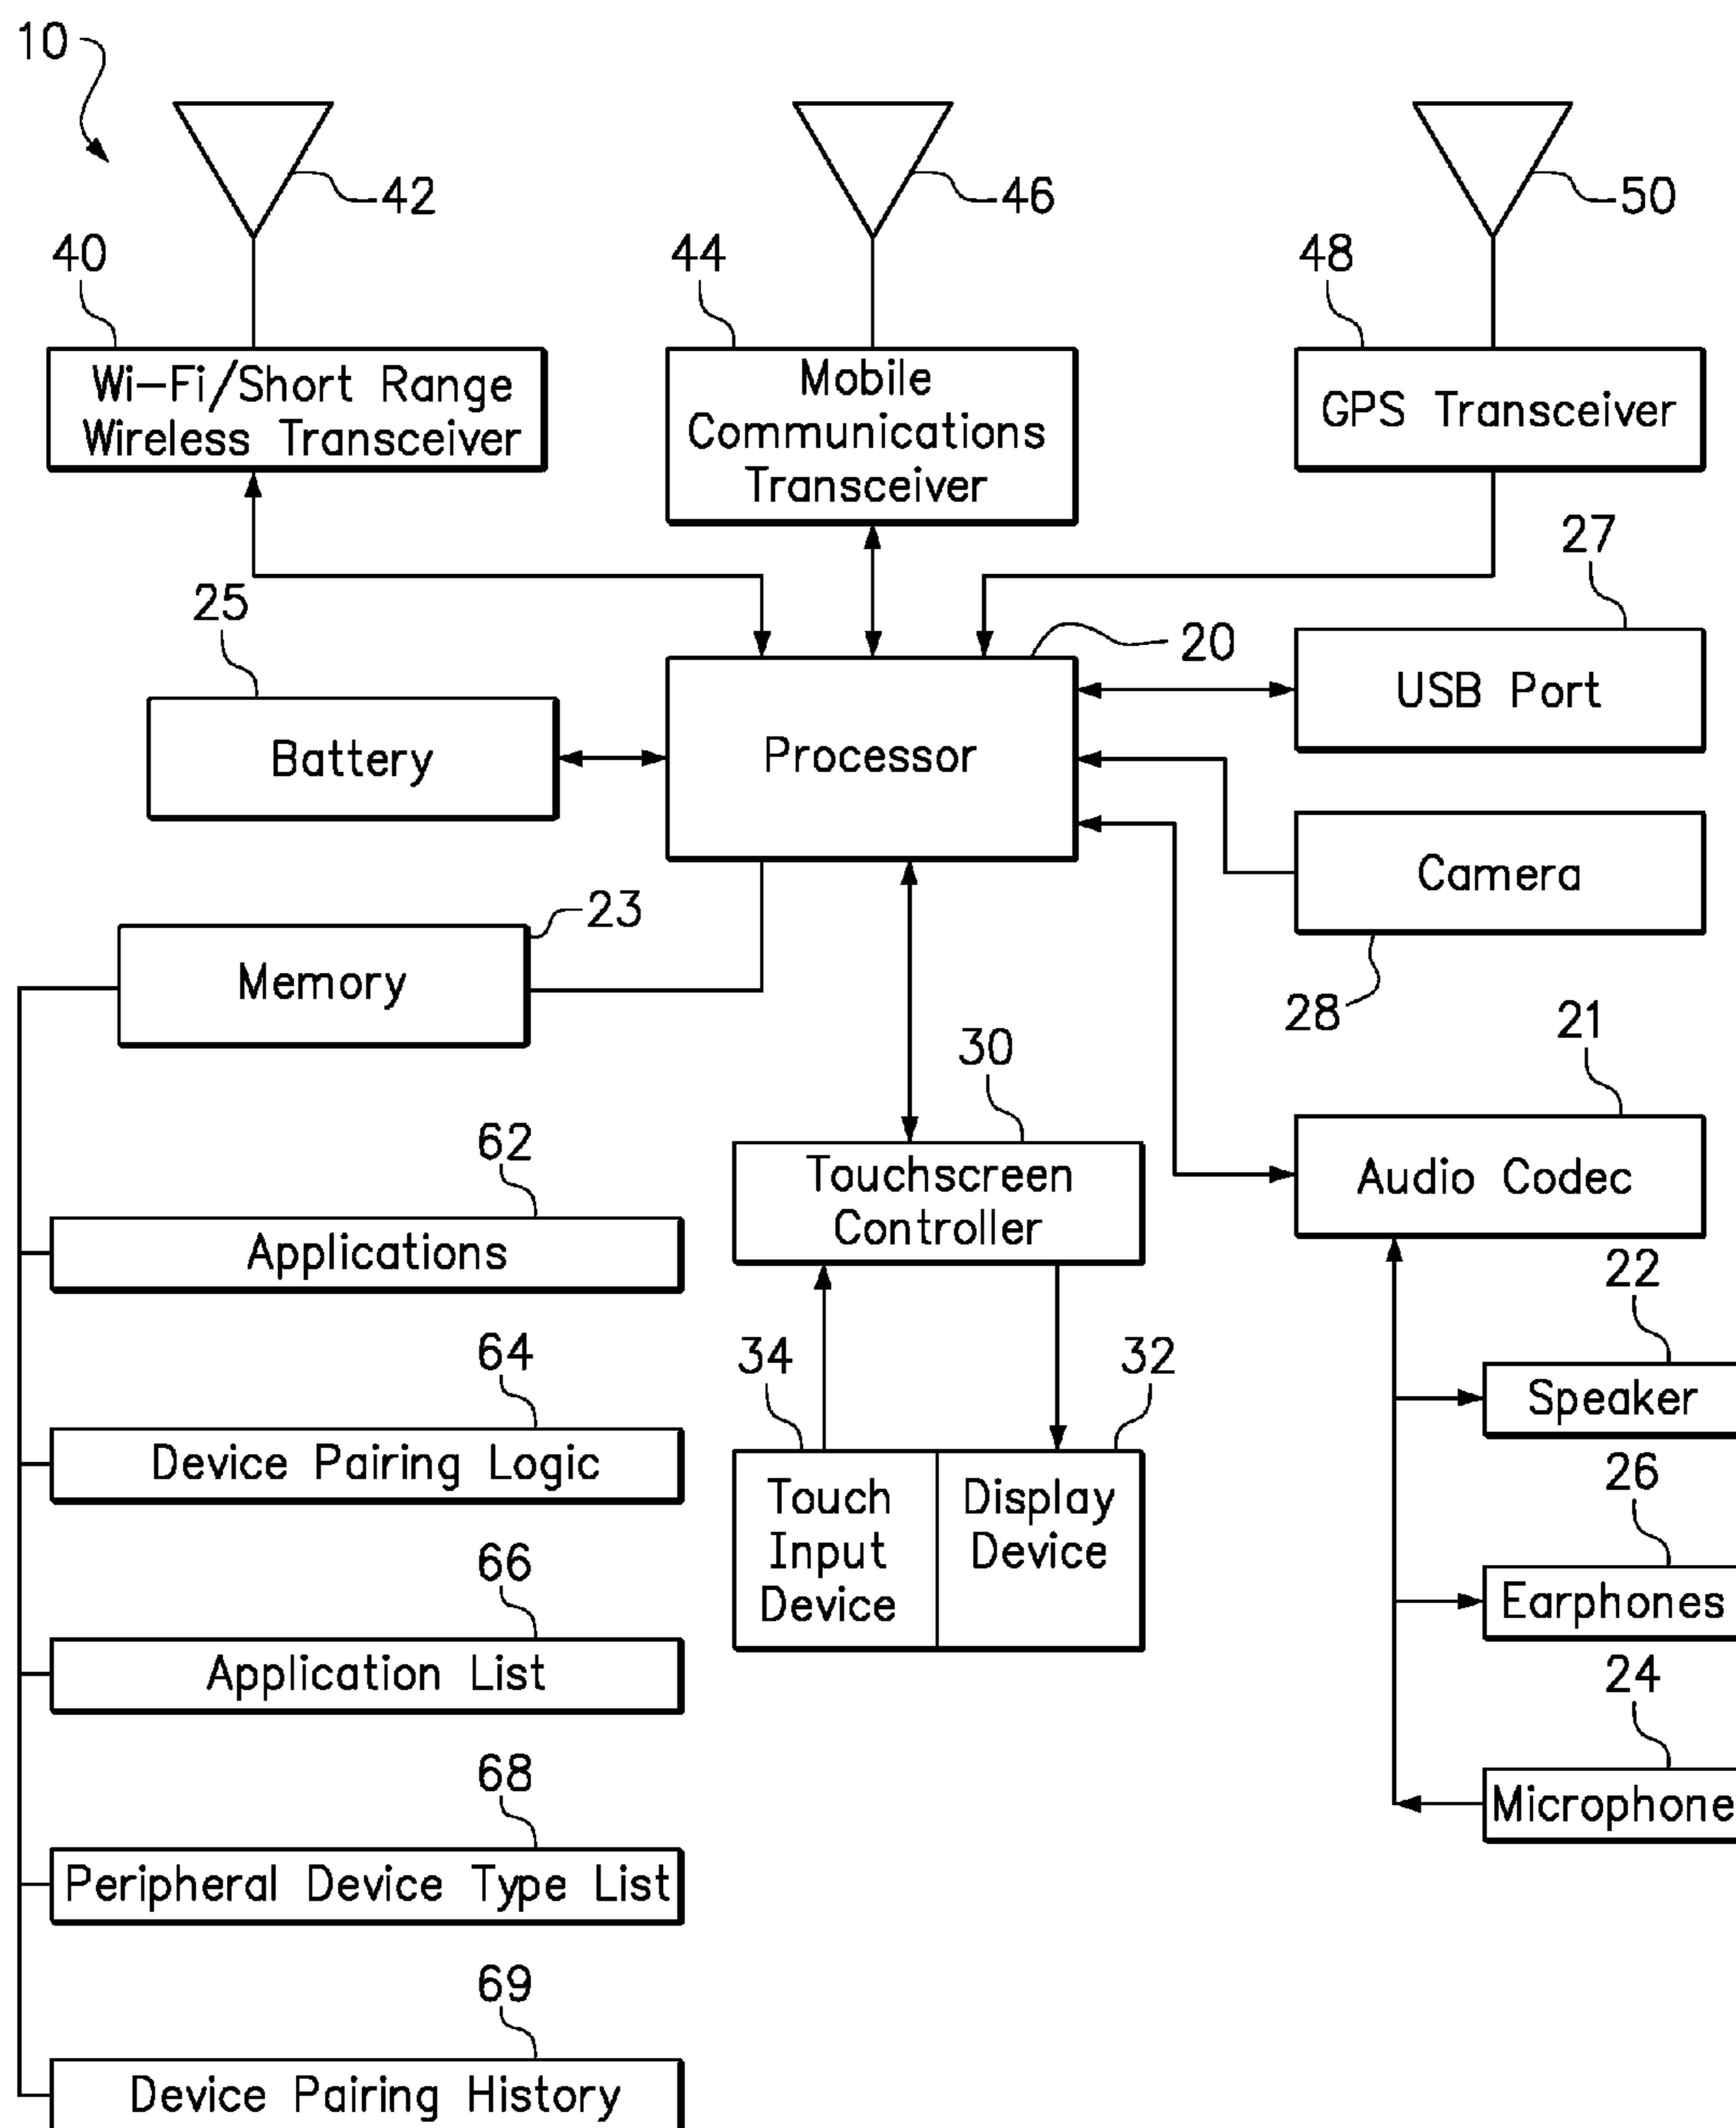 10
42
46
50
40
44
48
Wi-Fi/Short Range
Wireless Transceiver
Mobile
Communications
Transceiver
GPS Transceiver
27
25
20
USB Port
Battery
Processor
Camera
23
Memory
28
21
30
62
Touchscreen
Controller
Audio Codec
Applications
22
64
34
32
Speaker
Device Pairing Logic
Touch
Input
Device
Display
Device
26
66
Earphones
Application List
24
68
Microphone
Peripheral Device Type List
69
Device Pairing History